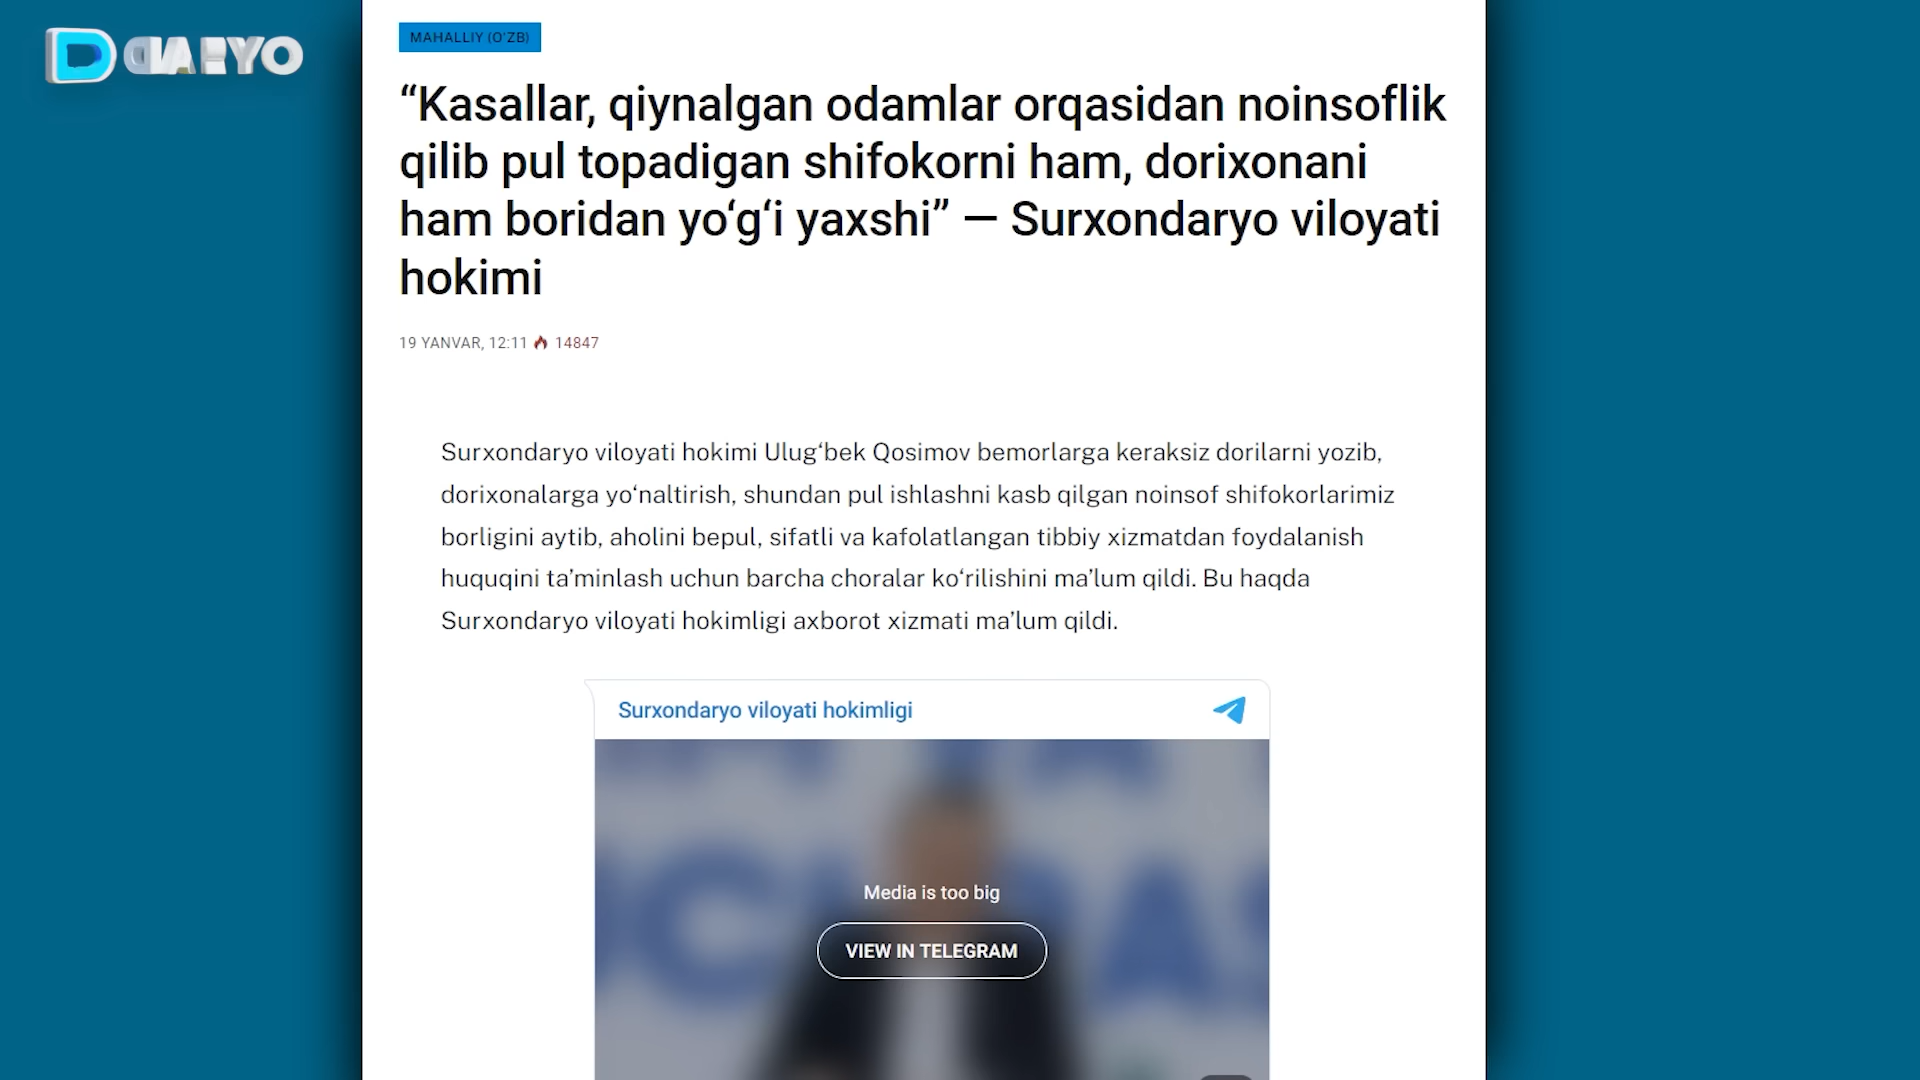 DARYO
MAHALLIY (O‘ZB)
“Kasallar, qiynalgan odamlar orqasidan noinsoflik
qilib pul topadigan shifokorni ham, dorixonani
ham boridan yo‘g‘i yaxshi” — Surxondaryo viloyati
hokimi
19 YANVAR, 12:11 14847
Surxondaryo viloyati hokimi Ulug‘bek Qosimov bemorlarga keraksiz dorilarni yozib,
dorixonalarga yo‘naltirish, shundan pul ishlashni kasb qilgan noinsof shifokorlarimiz
borligini aytib, aholini bepul, sifatli va kafolatlangan tibbiy xizmatdan foydalanish
huquqini ta’minlash uchun barcha choralar ko‘rilishini ma’lum qildi. Bu haqda
Surxondaryo viloyati hokimligi axborot xizmati ma’lum qildi.
Surxondaryo viloyati hokimligi
Media is too big
VIEW IN TELEGRAM